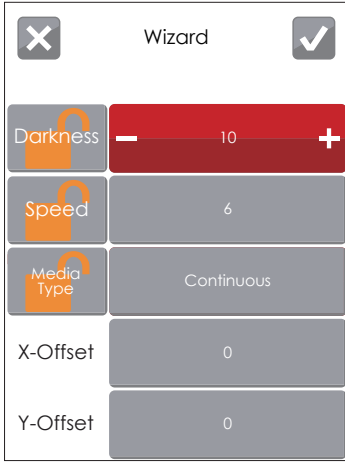 Wizard
Darkness
10
Speed
6
Media
Type
Continuous
X-Offset
0
Y-Offset
0